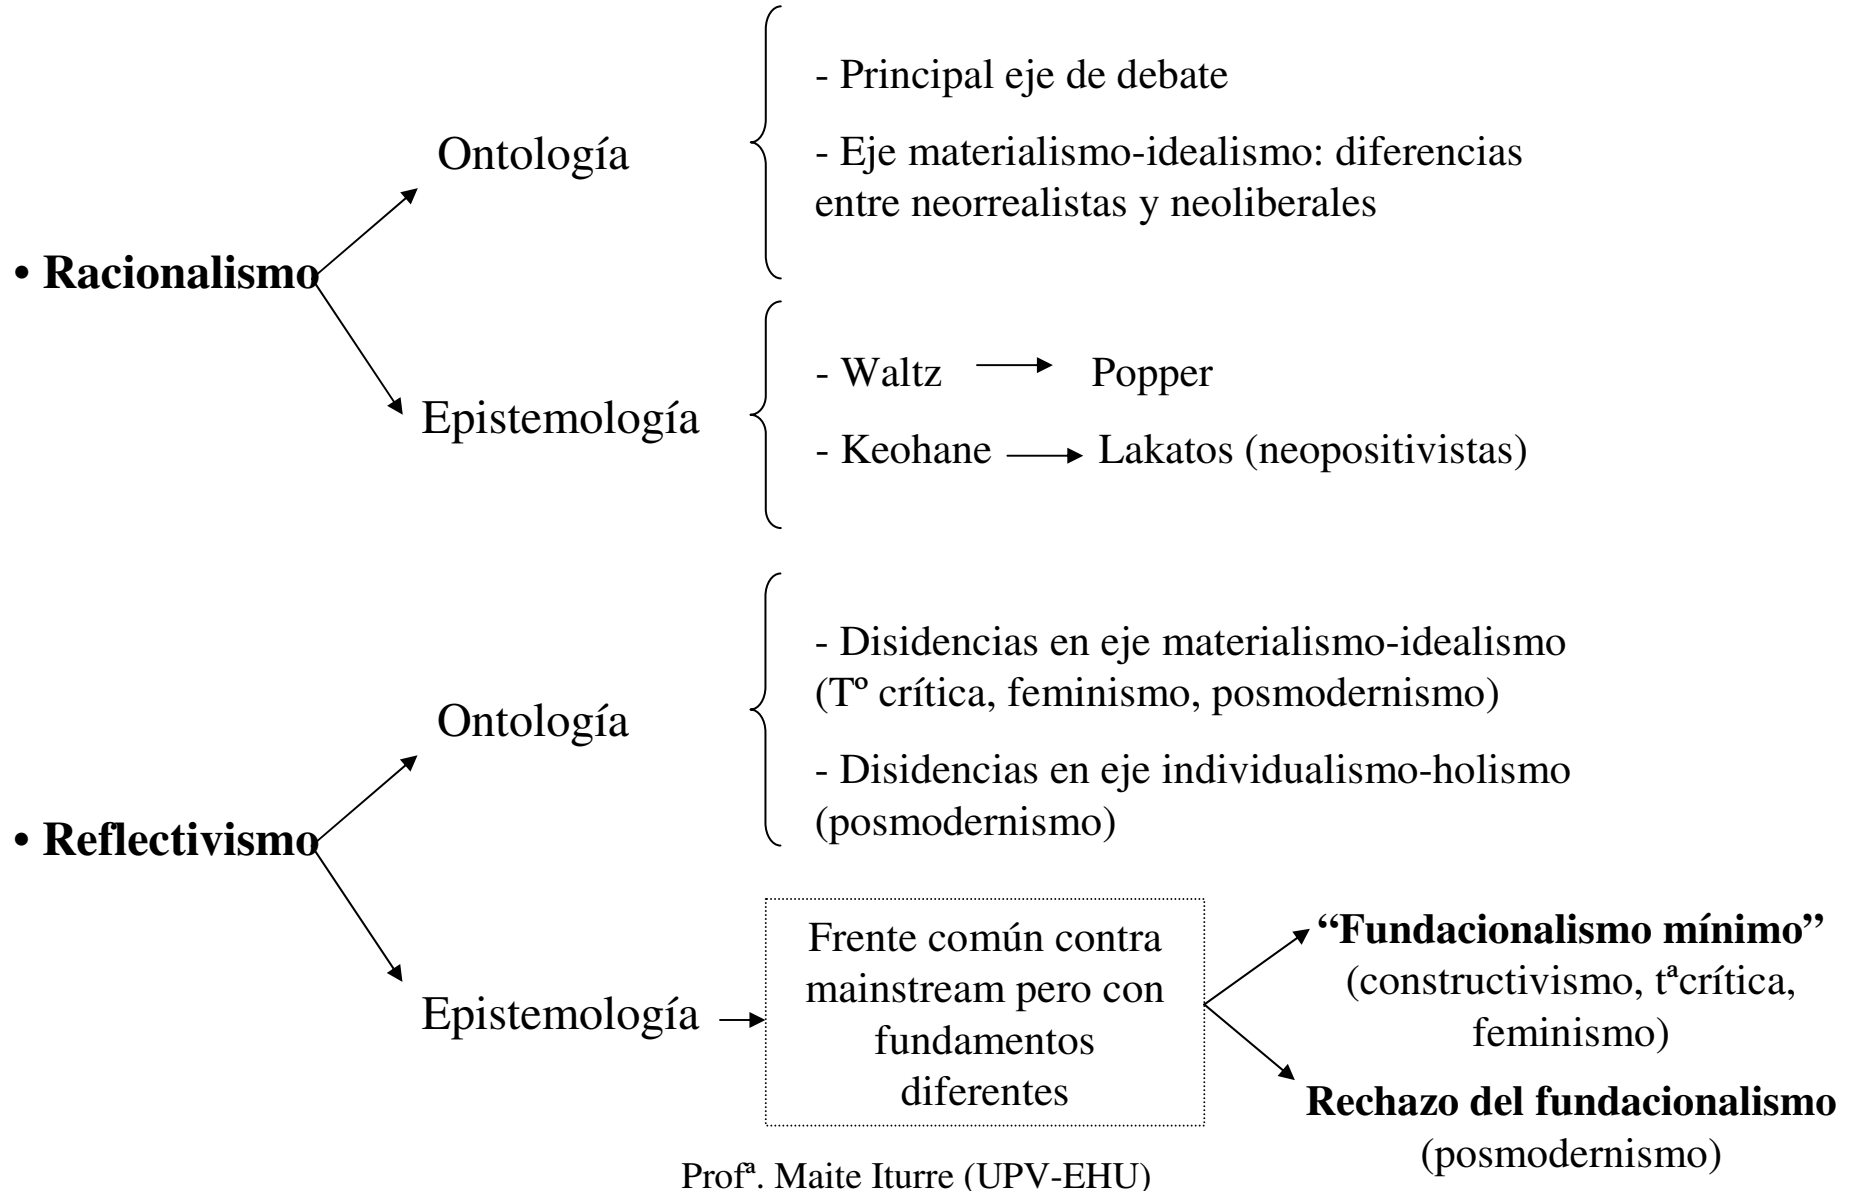 • Racionalismo
Ontología
- Principal eje de debate
- Eje materialismo-idealismo: diferencias
entre neorrealistas y neoliberales
Epistemología
- Waltz Popper
- Keohane Lakatos (neopositivistas)
• Reflectivismo
Ontología
- Disidencias en eje materialismo-idealismo
(Tº crítica, feminismo, posmodernismo)
- Disidencias en eje individualismo-holismo
(posmodernismo)
Epistemología
Frente común contra
mainstream pero con
fundamentos
diferentes
“Fundacionalismo mínimo”
(constructivismo, tªcrítica,
feminismo)
Rechazo del fundacionalismo
(posmodernismo)
Profª. Maite Iturre (UPV-EHU)